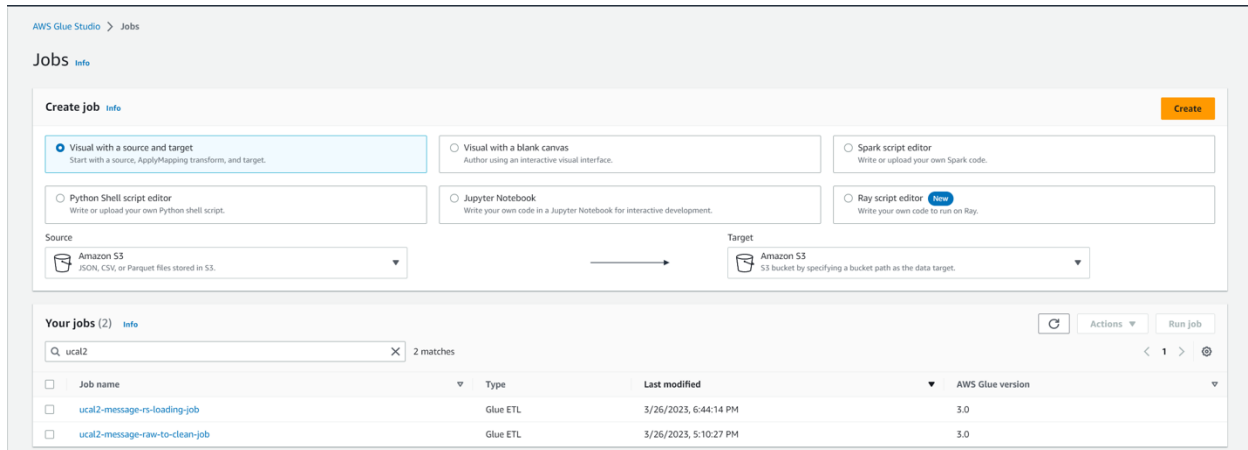 AWS Glue Studio > Jobs
Jobs Info
Create job Info
Create
Visual with a source and target
Start with a source, ApplyMapping transform, and target.
Visual with a blank canvas
Author using an interactive visual interface.
Spark script editor
Write or upload your own Spark code.
Python Shell script editor
Write or upload your own Python shell script.
Jupyter Notebook
Write your own code in a Jupyter Notebook for interactive development.
Ray script editor New
Write your own code to run on Ray.
Source
Amazon S3
JSON, CSV, or Parquet files stored in S3.
Target
Amazon S3
S3 bucket by specifying a bucket path as the data target.
Your jobs (2) Info
Actions
Run job
ucal2
2 matches
1
Job name Type Last modified AWS Glue version
ucal2-message-rs-loading-job Glue ETL 3/26/2023, 6:44:14 PM 3.0
ucal2-message-raw-to-clean-job Glue ETL 3/26/2023, 5:10:27 PM 3.0